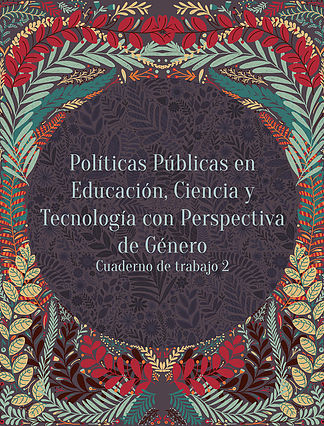 Políticas Públicas en
Educación, Ciencia y
Tecnología con Perspectiva
de Género
Cuaderno de trabajo 2